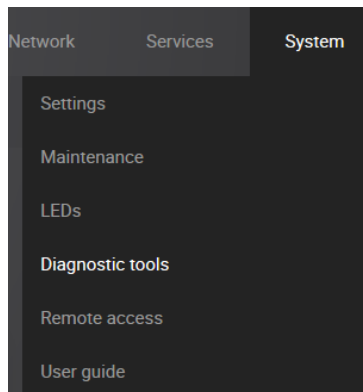 Network Services System
Settings
Maintenance
LEDs
Diagnostic tools
Remote access
User guide